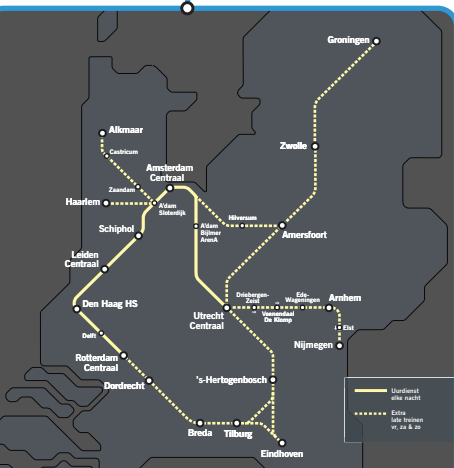 Groningen
Alkmaar
Castricum
Zwolle
Amsterdam
Centraal
Zaandam
Haarlem
A'dam
Sloterdijk
Hilversum
Schiphol
A'dam
Bijlmer
ArenA
Amersfoort
Leiden
Centraal
Driebergen-
Zeist
Veenendaal
De Klomp
Ede-
Wageningen
Arnhem
Den Haag HS
Utrecht
Centraal
Elst
Delft
Nijmegen
Rotterdam
Centraal
Dordrecht
's-Hertogenbosch
Uurdienst
elke nacht
Extra
late treinen
vr, za & zo
Breda
Tilburg
Eindhoven